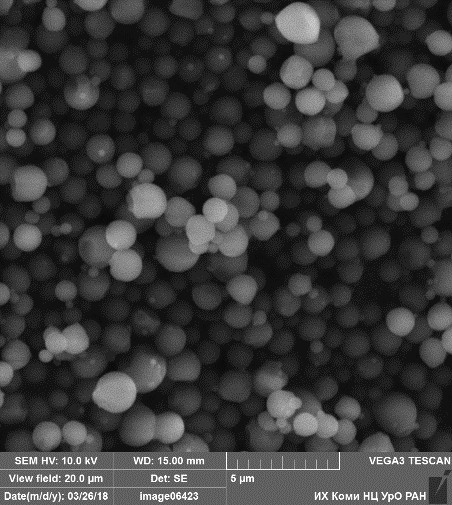 SEM HV: 10.0 kV WD: 15.00 mm VEGA3 TESCAN
View field: 20.0 µm Det: SE 5 µm
Date(m/d/y): 03/26/18 image06423 ИХ Коми НЦ УрО РАН